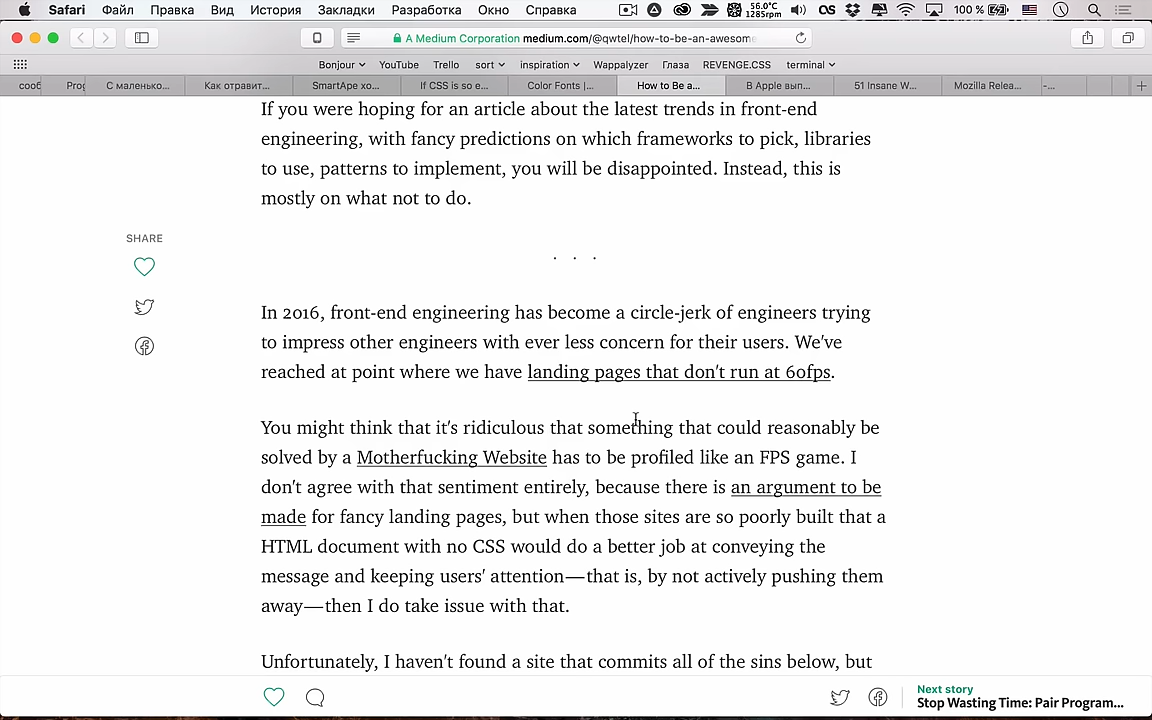 Safari Файл Правка Вид История Закладки Разработка Окно Справка 56.0°C 1285rpm 100 %
A Medium Corporation medium.com/@qwtel/how-to-be-an-awesom
Bonjour YouTube Trello sort inspiration Wappalyzer Глаза REVENGE.CSS terminal
сооб Prog С маленько... Как отравит... SmartApe хо... If CSS is so e... Color Fonts |... How to Be a... В Apple вып... 51 Insane W... Mozilla Relea... -...
If you were hoping for an article about the latest trends in front-end
engineering, with fancy predictions on which frameworks to pick, libraries
to use, patterns to implement, you will be disappointed. Instead, this is
mostly on what not to do.
SHARE
. . .
In 2016, front-end engineering has become a circle-jerk of engineers trying
to impress other engineers with ever less concern for their users. We've
reached at point where we have landing pages that don't run at 60fps.
You might think that it's ridiculous that something that could reasonably be
solved by a Motherfucking Website has to be profiled like an FPS game. I
don't agree with that sentiment entirely, because there is an argument to be
made for fancy landing pages, but when those sites are so poorly built that a
HTML document with no CSS would do a better job at conveying the
message and keeping users' attention—that is, by not actively pushing them
away—then I do take issue with that.
Unfortunately, I haven't found a site that commits all of the sins below, but
Next story
Stop Wasting Time: Pair Program...